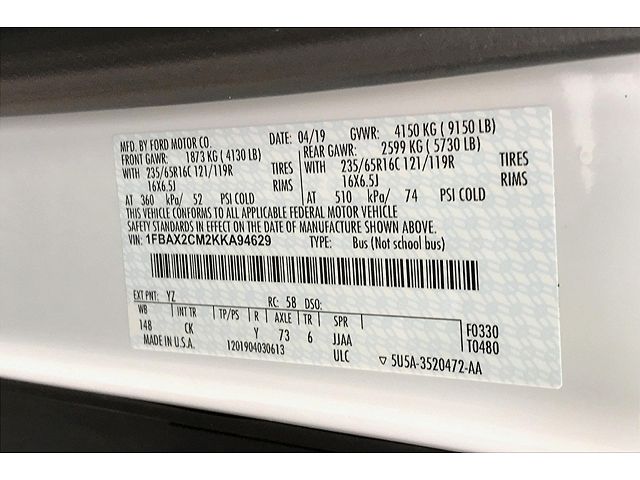 MFD. BY FORD MOTOR CO. DATE: 04/19 GVWR: 4150 KG ( 9150 LB)
FRONT GAWR: 1873 KG ( 4130 LB) REAR GAWR: 2599 KG ( 5730 LB)
WITH 235/65R16C 121/119R TIRES WITH 235/65R16C 121/119R TIRES
16X6.5J RIMS 16X6.5J RIMS
AT 360 kPa/ 52 PSI COLD AT 510 kPa/ 74 PSI COLD
THIS VEHICLE CONFORMS TO ALL APPLICABLE FEDERAL MOTOR VEHICLE
SAFETY STANDARDS IN EFFECT ON THE DATE OF MANUFACTURE SHOWN ABOVE.
VIN: 1FBAX2CM2KKA94629 TYPE: Bus (Not school bus)
EXT PNT: YZ RC: 58 DSO:
WB INT TR TP/PS R AXLE TR SPR F0330
148 CK Y 73 6 JJAA T0480
MADE IN U.S.A. 1201904030613 ULC ▽ 5U5A-3520472-AA